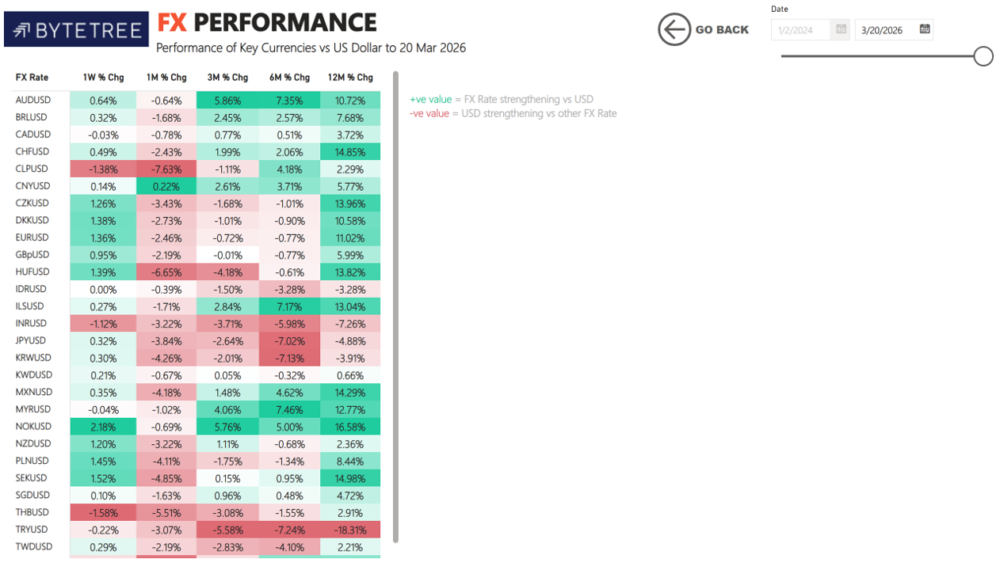 BYTETREE
FX PERFORMANCE
Performance of Key Currencies vs US Dollar to 20 Mar 2026
GO BACK
Date
1/2/2024 3/20/2026
FX Rate 1W % Chg 1M % Chg 3M % Chg 6M % Chg 12M % Chg
AUDUSD 0.64% -0.64% 5.86% 7.35% 10.72%
BRLUSD 0.32% -1.68% 2.45% 2.57% 7.68%
CADUSD -0.03% -0.78% 0.77% 0.51% 3.72%
CHFUSD 0.49% -2.43% 1.99% 2.06% 14.85%
CLPUSD -1.38% -7.63% -1.11% 4.18% 2.29%
CNYUSD 0.14% 0.22% 2.61% 3.71% 5.77%
CZKUSD 1.26% -3.43% -1.68% -1.01% 13.96%
DKKUSD 1.38% -2.73% -1.01% -0.90% 10.58%
EURUSD 1.36% -2.46% -0.72% -0.77% 11.02%
GBpUSD 0.95% -2.19% -0.01% -0.77% 5.99%
HUFUSD 1.39% -6.65% -4.18% -0.61% 13.82%
IDRUSD 0.00% -0.39% -1.50% -3.28% -3.28%
ILSUSD 0.27% -1.71% 2.84% 7.17% 13.04%
INRUSD -1.12% -3.22% -3.71% -5.98% -7.26%
JPYUSD 0.32% -3.84% -2.64% -7.02% -4.88%
KRWUSD 0.30% -4.26% -2.01% -7.13% -3.91%
KWDUSD 0.21% -0.67% 0.05% -0.32% 0.66%
MXNUSD 0.35% -4.18% 1.48% 4.62% 14.29%
MYRUSD -0.04% -1.02% 4.06% 7.46% 12.77%
NOKUSD 2.18% -0.69% 5.76% 5.00% 16.58%
NZDUSD 1.20% -3.22% 1.11% -0.68% 2.36%
PLNUSD 1.45% -4.11% -1.75% -1.34% 8.44%
SEKUSD 1.52% -4.85% 0.15% 0.95% 14.98%
SGDUSD 0.10% -1.63% 0.96% 0.48% 4.72%
THBUSD -1.58% -5.51% -3.08% -1.55% 2.91%
TRYUSD -0.22% -3.07% -5.58% -7.24% -18.31%
TWDUSD 0.29% -2.19% -2.83% -4.10% 2.21%
+ve value = FX Rate strengthening vs USD
-ve value = USD strengthening vs other FX Rate